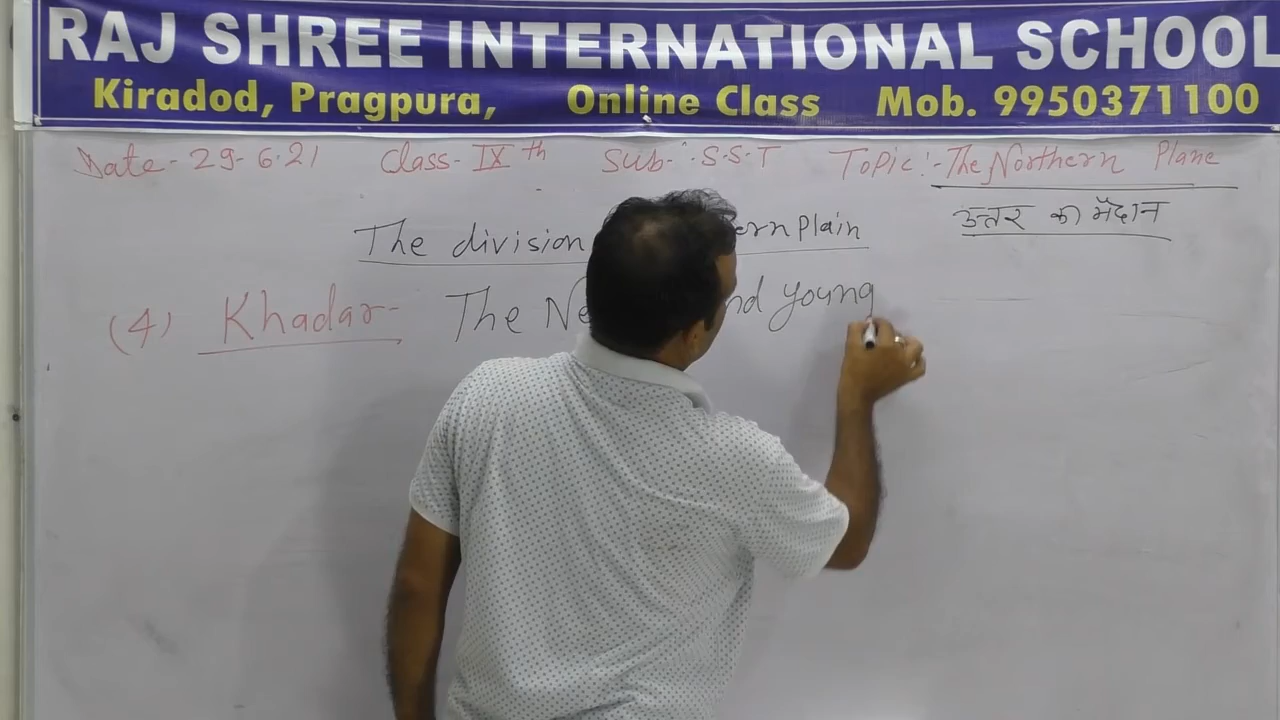 RAJ SHREE INTERNATIONAL SCHOOL
Kiradod, Pragpura, Online Class Mob. 9950371100
Date - 29-6-21 Class - IX th Sub - S.S.T Topic :- The Northern Plane
उत्तर का मैदान
The division ern Plain
(4) Khadar - The Ne nd young